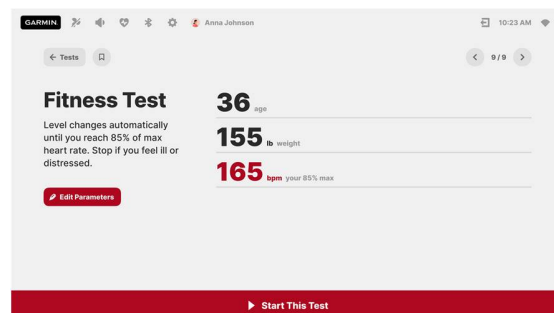 GARMIN
Anna Johnson
10:23 AM
← Tests
9/9
Fitness Test
Level changes automatically
until you reach 85% of max
heart rate. Stop if you feel ill or
distressed.
Edit Parameters
36 age
155 lb weight
165 bpm your 85% max
Start This Test